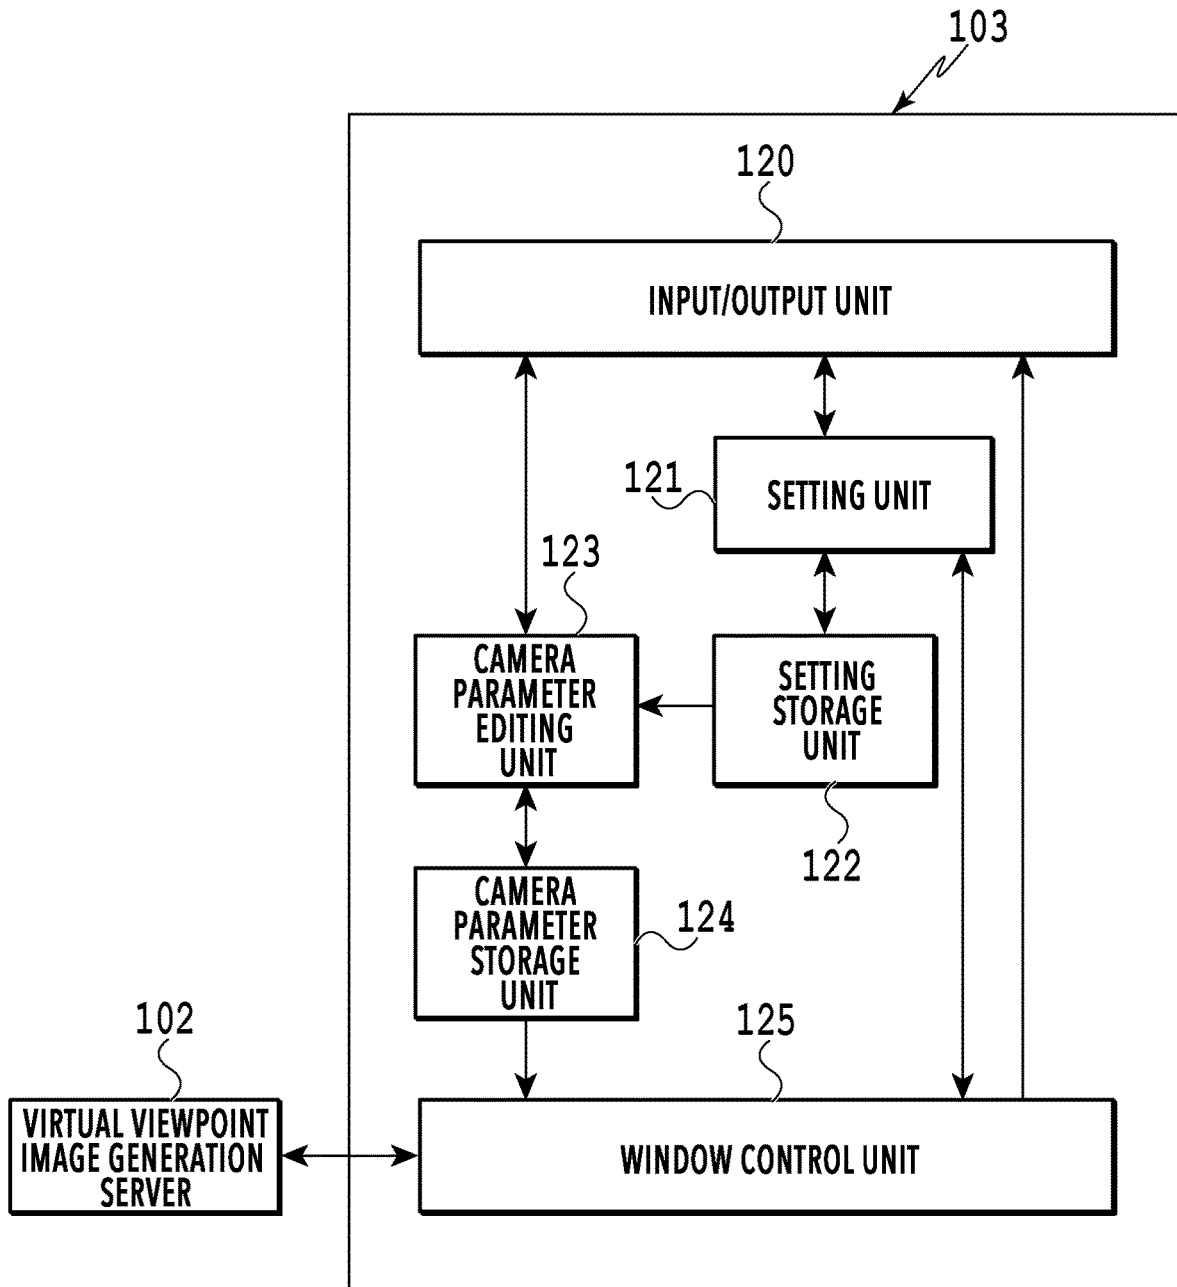 103
120
INPUT/OUTPUT UNIT
121
SETTING UNIT
123
CAMERA
PARAMETER
EDITING
UNIT
SETTING
STORAGE
UNIT
122
CAMERA
PARAMETER
STORAGE
UNIT
124
102
125
VIRTUAL VIEWPOINT
IMAGE GENERATION
SERVER
WINDOW CONTROL UNIT